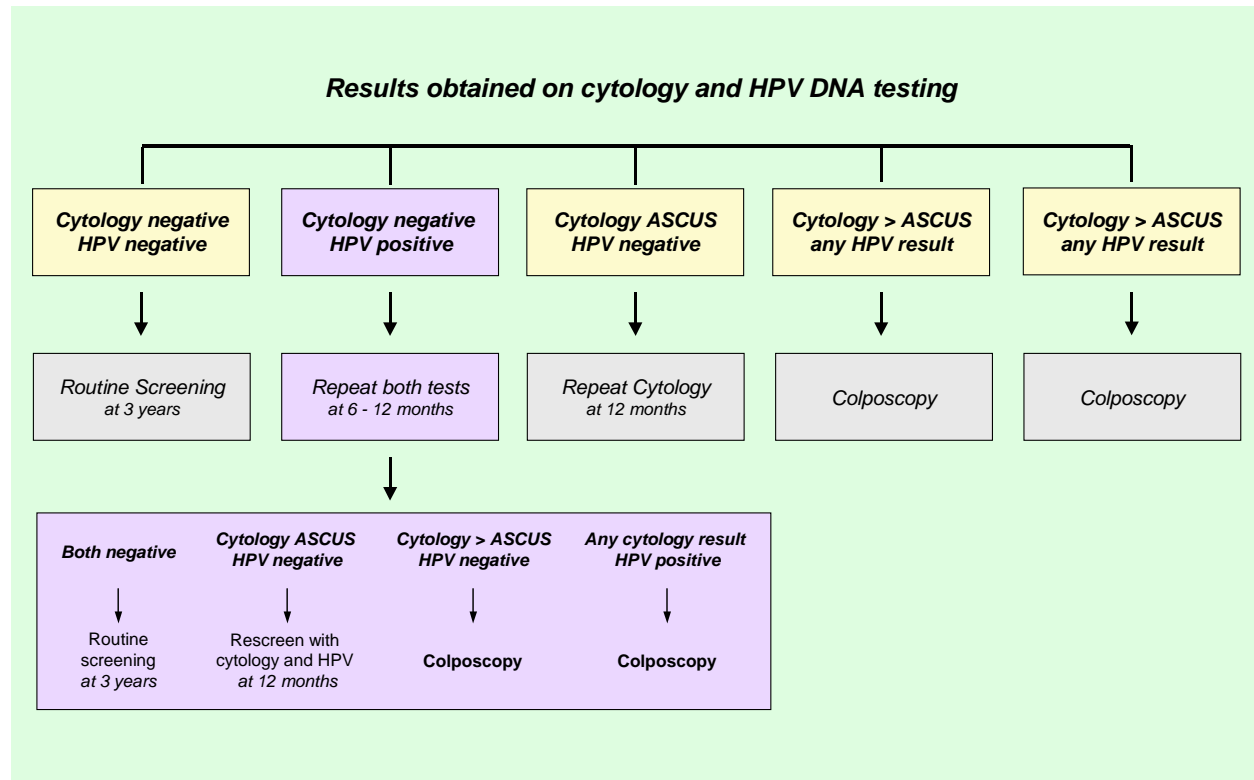 Results obtained on cytology and HPV DNA testing
Cytology negative
HPV negative
Cytology negative
HPV positive
Cytology ASCUS
HPV negative
Cytology > ASCUS
any HPV result
Cytology > ASCUS
any HPV result
Routine Screening
at 3 years
Repeat both tests
at 6 - 12 months
Repeat Cytology
at 12 months
Colposcopy
Colposcopy
Both negative
Cytology ASCUS
HPV negative
Cytology > ASCUS
HPV negative
Any cytology result
HPV positive
Routine
screening
at 3 years
Rescreen with
cytology and HPV
at 12 months
Colposcopy
Colposcopy